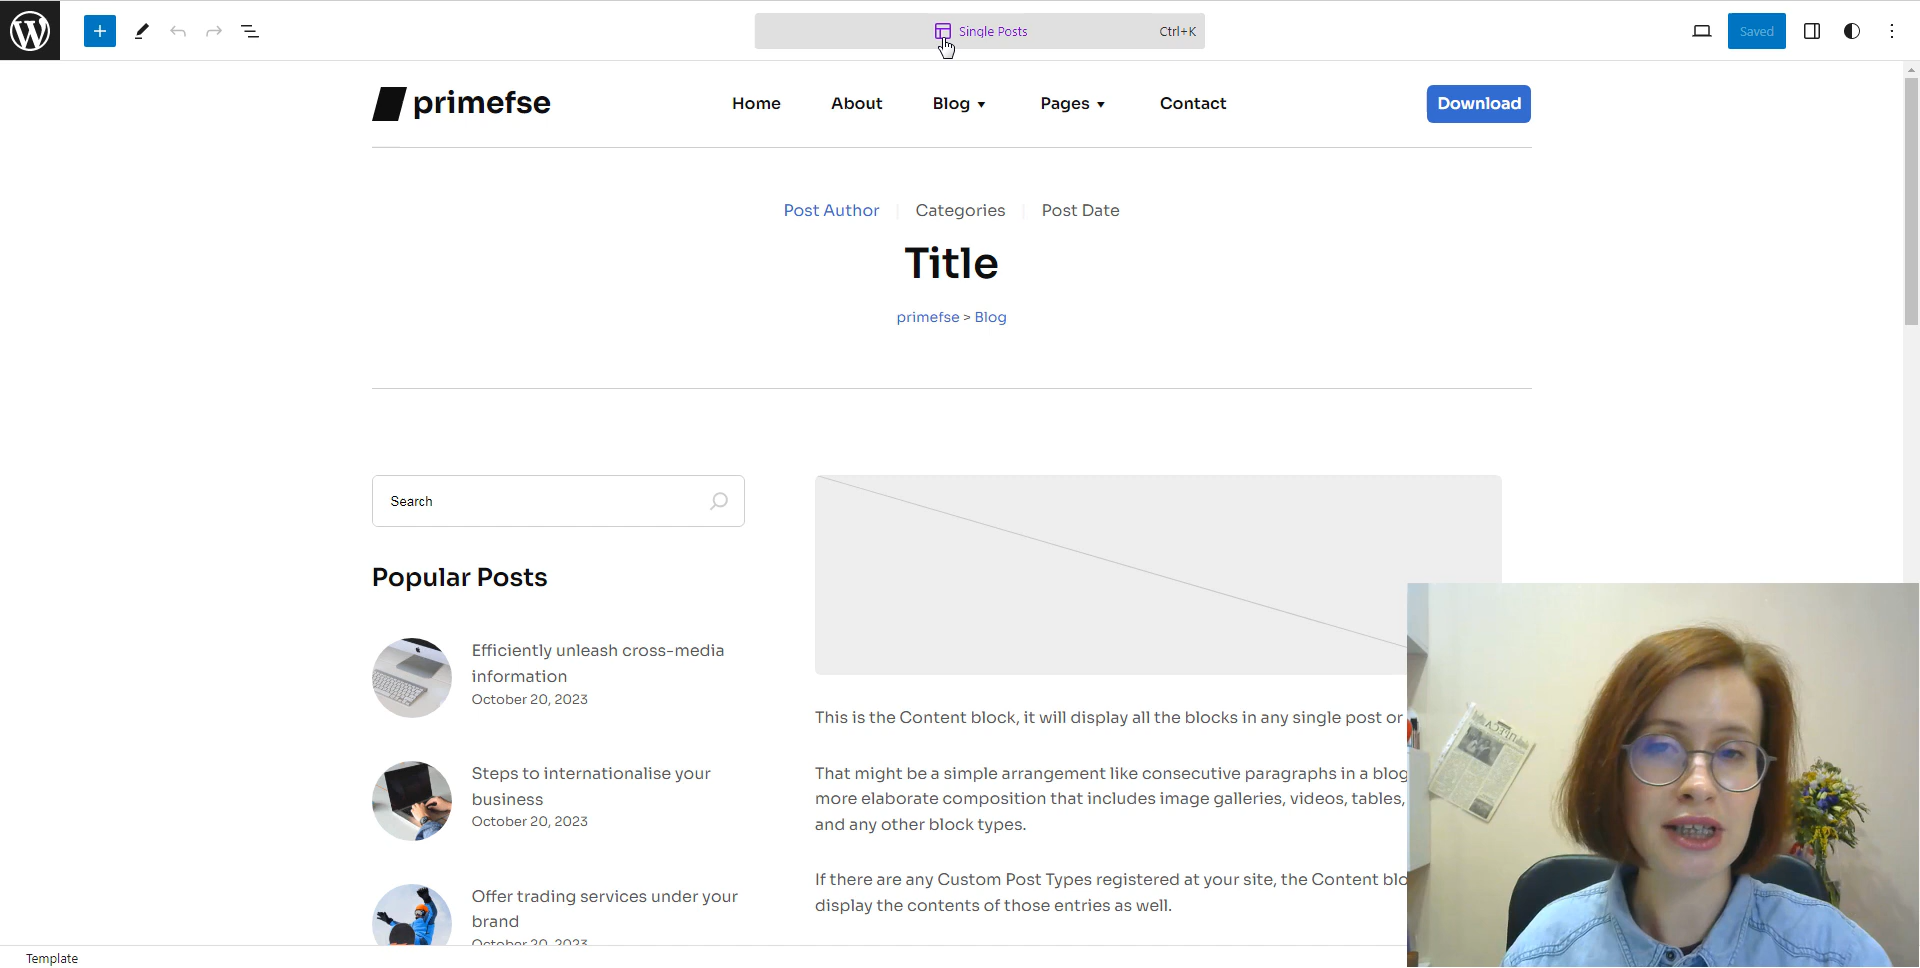 Single Posts
Ctrl+K
Saved
primefse
Home
About
Blog
Pages
Contact
Download
Post Author
Categories
Post Date
Title
primefse > Blog
Search
Popular Posts
Efficiently unleash cross-media
information
October 20, 2023
Steps to internationalise your
business
October 20, 2023
Offer trading services under your
brand
October 20, 2023
This is the Content block, it will display all the blocks in any single post or
That might be a simple arrangement like consecutive paragraphs in a blog
more elaborate composition that includes image galleries, videos, tables,
and any other block types.
If there are any Custom Post Types registered at your site, the Content blo
display the contents of those entries as well.
Template